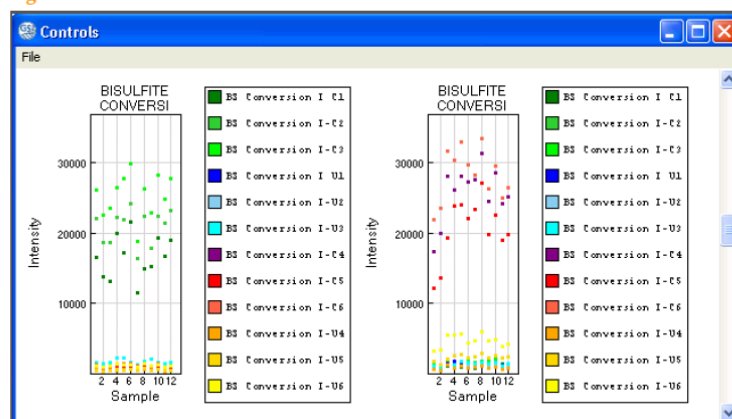 Controls
File
BISULFITE
CONVERSI
Intensity
30000
20000
10000
2 4 6 8 10 12
Sample
BS Conversion I C1
BS Conversion I-C2
BS Conversion I-C3
BS Conversion I U1
BS Conversion I-U2
BS Conversion I-U3
BS Conversion I-C4
BS Conversion I-C5
BS Conversion I-C6
BS Conversion I-U4
BS Conversion I-U5
BS Conversion I-U6
BISULFITE
CONVERSI
Intensity
30000
20000
10000
2 4 6 8 10 12
Sample
BS Conversion I C1
BS Conversion I-C2
BS Conversion I-C3
BS Conversion I U1
BS Conversion I-U2
BS Conversion I-U3
BS Conversion I-C4
BS Conversion I-C5
BS Conversion I-C6
BS Conversion I-U4
BS Conversion I-U5
BS Conversion I-U6